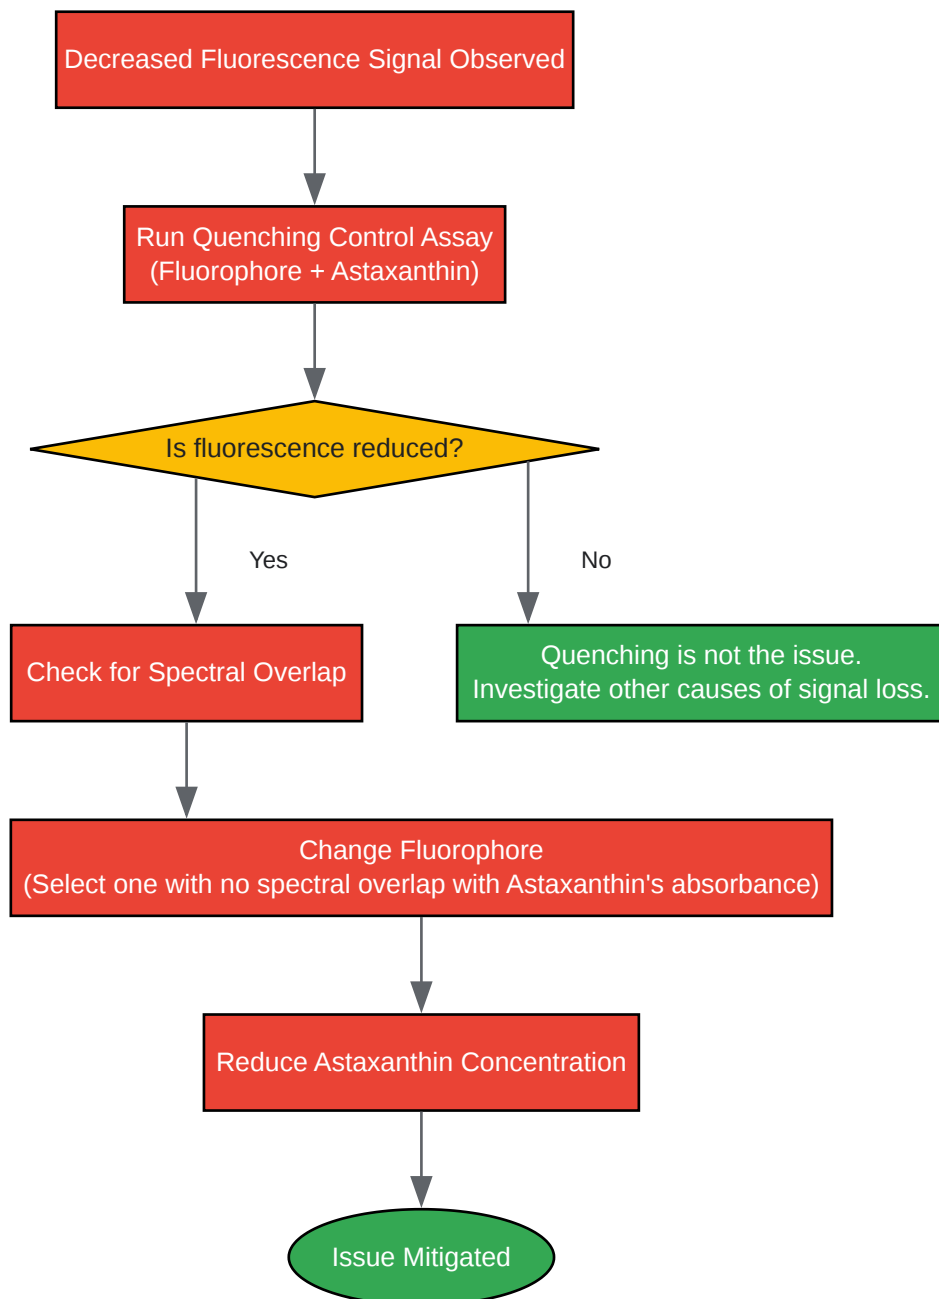 Decreased Fluorescence Signal Observed
Run Quenching Control Assay
(Fluorophore + Astaxanthin)
Is fluorescence reduced?
Yes
No
Check for Spectral Overlap
Quenching is not the issue.
Investigate other causes of signal loss.
Change Fluorophore
(Select one with no spectral overlap with Astaxanthin's absorbance)
Reduce Astaxanthin Concentration
Issue Mitigated